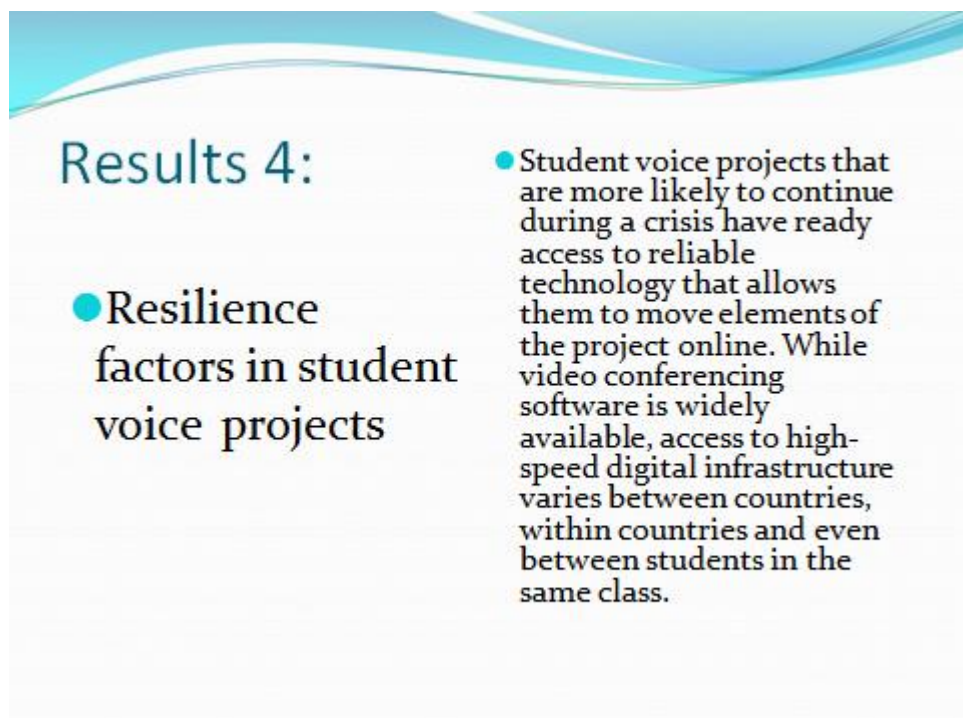 Results 4:
Resilience
factors in student
voice projects
Student voice projects that
are more likely to continue
during a crisis have ready
access to reliable
technology that allows
them to move elements of
the project online. While
video conferencing
software is widely
available, access to high-
speed digital infrastructure
varies between countries,
within countries and even
between students in the
same class.